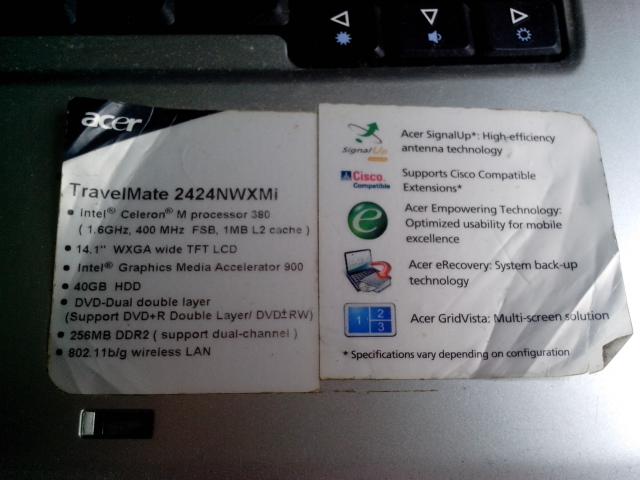 acer
TravelMate 2424NWXMi
• Intel® Celeron® M processor 380
( 1.6GHz, 400 MHz FSB, 1MB L2 cache )
• 14.1" WXGA wide TFT LCD
• Intel® Graphics Media Accelerator 900
• 40GB HDD
• DVD-Dual double layer
(Support DVD+R Double Layer/ DVD±RW)
• 256MB DDR2 ( support dual-channel )
• 802.11b/g wireless LAN
SignalUp
Acer SignalUp*: High-efficiency
antenna technology
Cisco.
Compatible
Supports Cisco Compatible
Extensions*
e
Acer Empowering Technology:
Optimized usability for mobile
excellence
Acer eRecovery: System back-up
technology
1 2
3
Acer GridVista: Multi-screen solution
* Specifications vary depending on configuration